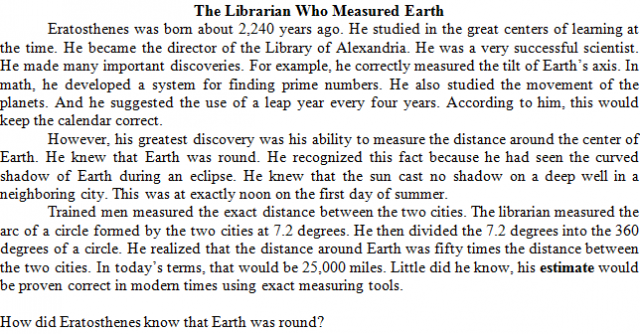 The Librarian Who Measured Earth
Eratosthenes was born about 2,240 years ago. He studied in the great centers of learning at
the time. He became the director of the Library of Alexandria. He was a very successful scientist.
He made many important discoveries. For example, he correctly measured the tilt of Earth's axis. In
math, he developed a system for finding prime numbers. He also studied the movement of the
planets. And he suggested the use of a leap year every four years. According to him, this would
keep the calendar correct.
However, his greatest discovery was his ability to measure the distance around the center of
Earth. He knew that Earth was round. He recognized this fact because he had seen the curved
shadow of Earth during an eclipse. He knew that the sun cast no shadow on a deep well in a
neighboring city. This was at exactly noon on the first day of summer.
Trained men measured the exact distance between the two cities. The librarian measured the
arc of a circle formed by the two cities at 7.2 degrees. He then divided the 7.2 degrees into the 360
degrees of a circle. He realized that the distance around Earth was fifty times the distance between
the two cities. In today's terms, that would be 25,000 miles. Little did he know, his estimate would
be proven correct in modern times using exact measuring tools.
How did Eratosthenes know that Earth was round?